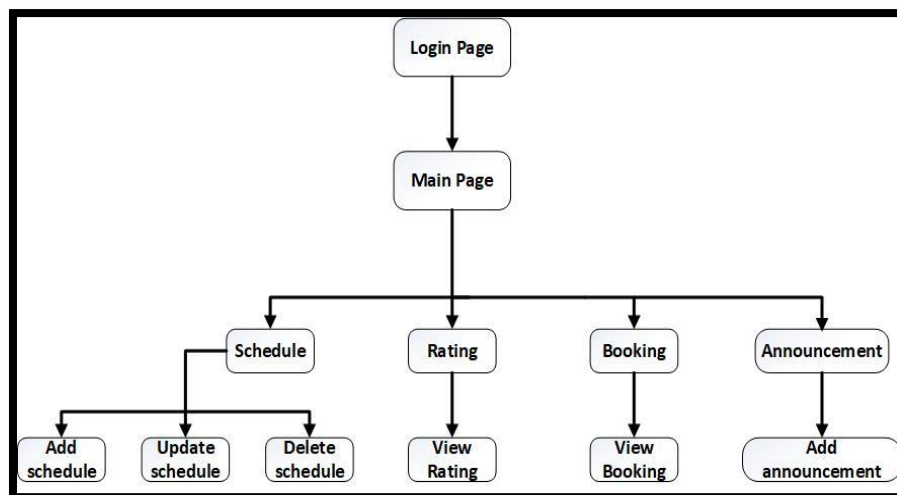 Login Page
Main Page
Schedule
Rating
Booking
Announcement
Add
schedule
Update
schedule
Delete
schedule
View
Rating
View
Booking
Add
announcement